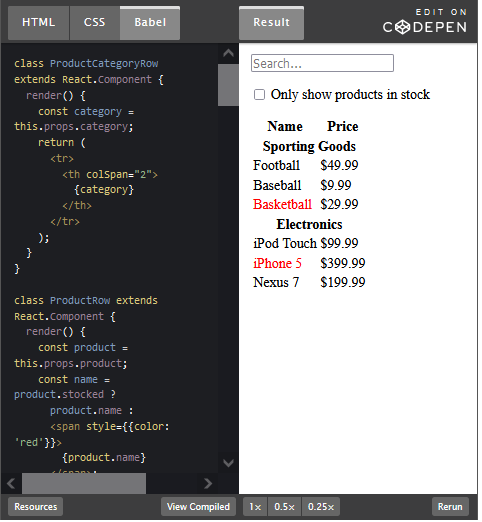 HTML
CSS
Babel
Result
EDIT ON
CODEPEN
class ProductCategoryRow
extends React.Component {
render() {
const category =
this.props.category;
return (
<tr>
<th colSpan="2">
{category}
</th>
</tr>
);
}
}
class ProductRow extends
React.Component {
render() {
const product =
this.props.product;
const name =
product.stocked ?
product.name :
<span style={{color:
'red'}}>
{product.name}
</span>;
Search...
Only show products in stock
Name Price
Sporting Goods
Football $49.99
Baseball $9.99
Basketball $29.99
Electronics
iPod Touch $99.99
iPhone 5 $399.99
Nexus 7 $199.99
Resources
View Compiled
1×
0.5×
0.25×
Rerun